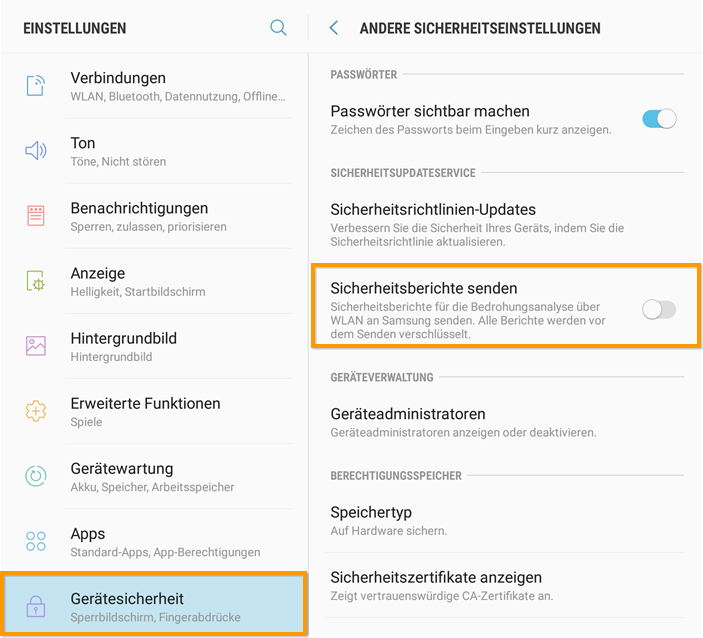 EINSTELLUNGEN
Verbindungen
WLAN, Bluetooth, Datennutzung, Offline...
Ton
Töne, Nicht stören
Benachrichtigungen
Sperren, zulassen, priorisieren
Anzeige
Helligkeit, Startbildschirm
Hintergrundbild
Hintergrundbild
Erweiterte Funktionen
Spiele
Gerätewartung
Akku, Speicher, Arbeitsspeicher
Apps
Standard-Apps, App-Berechtigungen
Gerätesicherheit
Sperrbildschirm, Fingerabdrücke
ANDERE SICHERHEITSEINSTELLUNGEN
PASSWÖRTER
Passwörter sichtbar machen
Zeichen des Passworts beim Eingeben kurz anzeigen.
SICHERHEITSUPDATESERVICE
Sicherheitsrichtlinien-Updates
Verbessern Sie die Sicherheit Ihres Geräts, indem Sie die
Sicherheitsrichtlinie aktualisieren.
Sicherheitsberichte senden
Sicherheitsberichte für die Bedrohungsanalyse über
WLAN an Samsung senden. Alle Berichte werden vor
dem Senden verschlüsselt.
GERÄTEVERWALTUNG
Geräteadministratoren
Geräteadministratoren anzeigen oder deaktivieren.
BERECHTIGUNGSSPEICHER
Speichertyp
Auf Hardware sichern.
Sicherheitszertifikate anzeigen
Zeigt vertrauenswürdige CA-Zertifikate an.